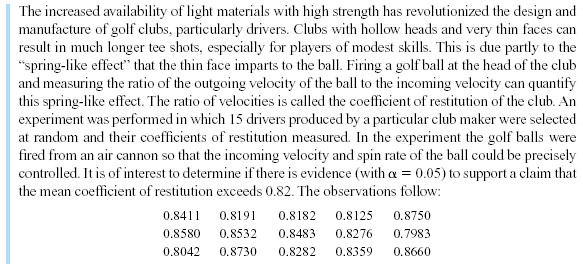 The increased availability of light materials with high strength has revolutionized the design and
manufacture of golf clubs, particularly drivers. Clubs with hollow heads and very thin faces can
result in much longer tee shots, especially for players of modest skills. This is due partly to the
“spring-like effect” that the thin face imparts to the ball. Firing a golf ball at the head of the club
and measuring the ratio of the outgoing velocity of the ball to the incoming velocity can quantify
this spring-like effect. The ratio of velocities is called the coefficient of restitution of the club. An
experiment was performed in which 15 drivers produced by a particular club maker were selected
at random and their coefficients of restitution measured. In the experiment the golf balls were
fired from an air cannon so that the incoming velocity and spin rate of the ball could be precisely
controlled. It is of interest to determine if there is evidence (with α = 0.05) to support a claim that
the mean coefficient of restitution exceeds 0.82. The observations follow:
0.8411 0.8191 0.8182 0.8125 0.8750
0.8580 0.8532 0.8483 0.8276 0.7983
0.8042 0.8730 0.8282 0.8359 0.8660